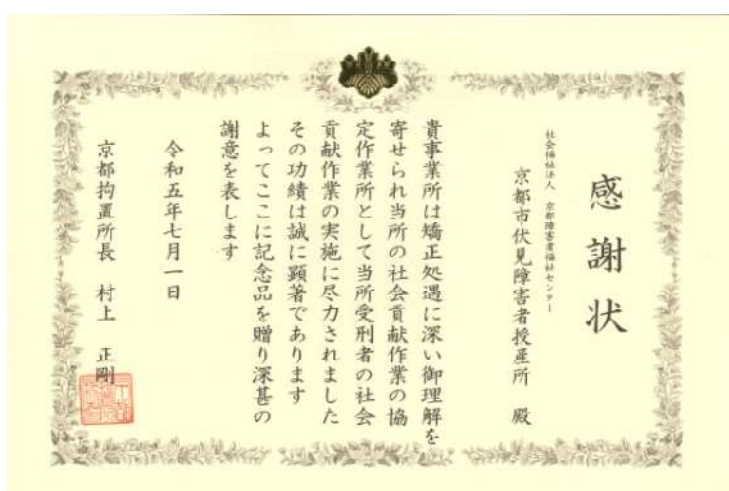 感謝状
社会福祉法人 京都障害者福祉センター
京都市伏見障害者授産所 殿
貴事業所は矯正処遇に深い御理解を
寄せられ当所の社会貢献作業の協
定作業所として当所受刑者の社会
貢献作業の実施に尽力されました
その功績は誠に顕著であります
よってここに記念品を贈り深甚の
謝意を表します
令和五年七月一日
京都拘置所長 村上 正剛